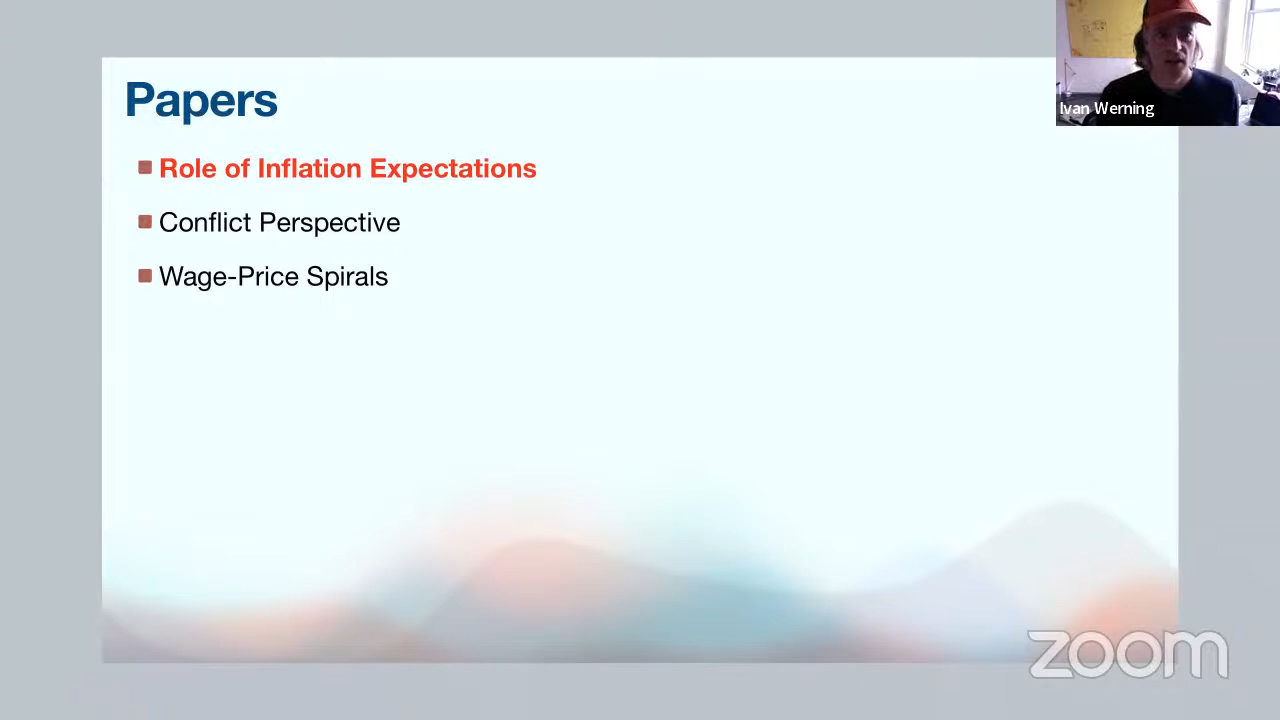 Papers
Role of Inflation Expectations
Conflict Perspective
Wage-Price Spirals
Ivan Werning
zoom